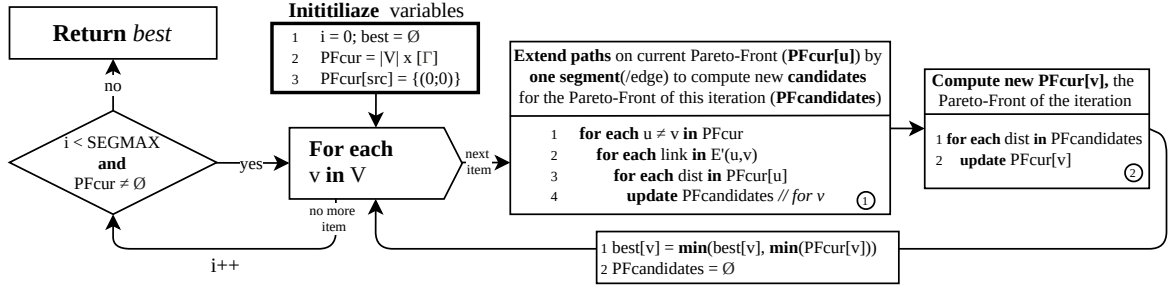 Inititiliaze variables
1 i = 0; best = Ø
2 PFcur = |V| x [Γ]
3 PFcur[src] = {(0;0)}
Return best
no
i < SEGMAX
and
PFcur ≠ Ø
yes
For each
v in V
next
item
no more
item
i++
Extend paths on current Pareto-Front (PFcur[u]) by
one segment(/edge) to compute new candidates
for the Pareto-Front of this iteration (PFcandidates)
1 for each u ≠ v in PFcur
2 for each link in E'(u,v)
3 for each dist in PFcur[u]
4 update PFcandidates // for v
1
Compute new PFcur[v], the
Pareto-Front of the iteration
1 for each dist in PFcandidates
2 update PFcur[v]
2
1 best[v] = min(best[v], min(PFcur[v]))
2 PFcandidates = Ø